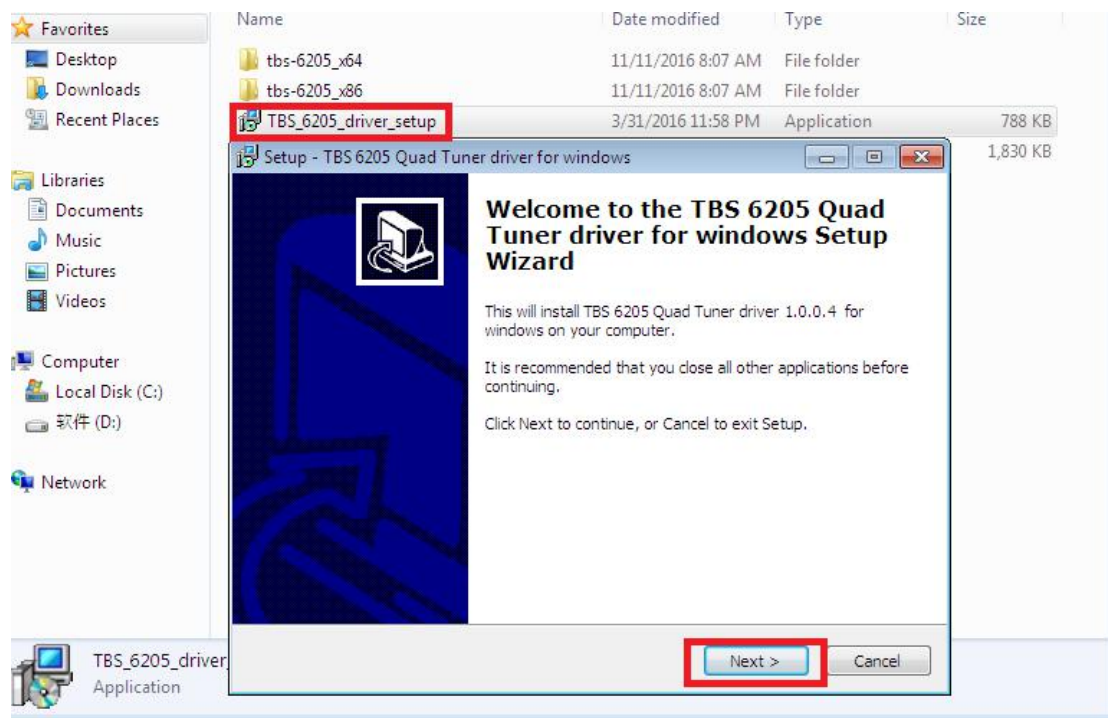 Name Date modified Type Size
Favorites
Desktop
Downloads
Recent Places
Libraries
Documents
Music
Pictures
Videos
Computer
Local Disk (C:)
软件 (D:)
Network
tbs-6205_x64 11/11/2016 8:07 AM File folder
tbs-6205_x86 11/11/2016 8:07 AM File folder
TBS_6205_driver_setup 3/31/2016 11:58 PM Application 788 KB
1,830 KB
Setup - TBS 6205 Quad Tuner driver for windows
Welcome to the TBS 6205 Quad
Tuner driver for windows Setup
Wizard
This will install TBS 6205 Quad Tuner driver 1.0.0.4 for
windows on your computer.
It is recommended that you close all other applications before
continuing.
Click Next to continue, or Cancel to exit Setup.
Next >
Cancel
TBS_6205_driver_
Application